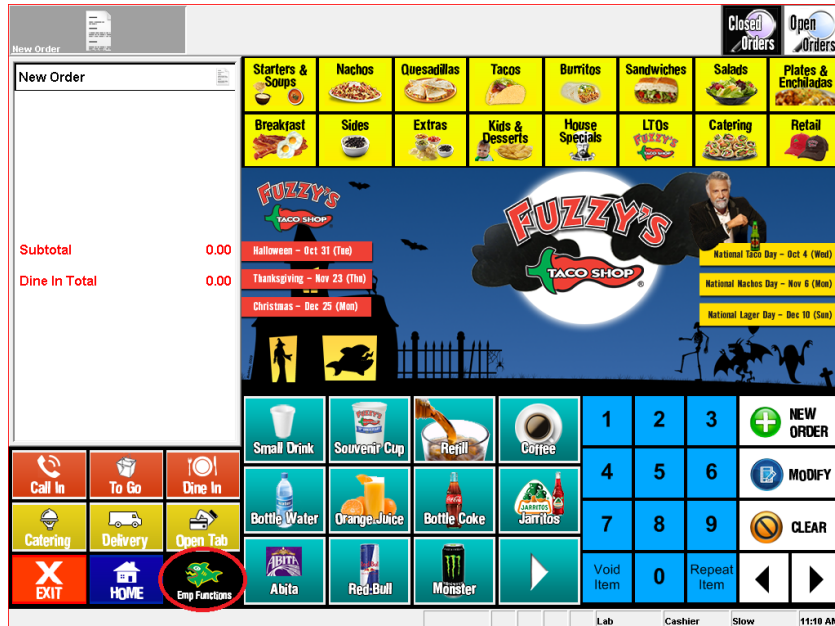 New Order
Closed
Orders
Open
Orders
New Order
Subtotal 0.00
Dine In Total 0.00
Starters &
Soups
Nachos
Quesadillas
Tacos
Burritos
Sandwiches
Salads
Plates &
Enchiladas
Breakfast
Sides
Extras
Kids &
Desserts
House
Specials
LTOs
FUZZY'S
TACO SHOP
Catering
Retail
FUZZY'S
TACO SHOP
Halloween - Oct 31 (Tue)
Thanksgiving - Nov 23 (Thu)
Christmas - Dec 25 (Mon)
FUZZY'S
TACO SHOP®
National Taco Day - Oct 4 (Wed)
National Nachos Day - Nov 6 (Mon)
National Lager Day - Dec 10 (Sun)
Small Drink
Souvenir Cup
Refill
Coffee
1 2 3
NEW
ORDER
Call In
To Go
Dine In
Bottle Water
Orange Juice
Bottle Coke
JARRITOS
Jarritos
4 5 6
MODIFY
Catering
Delivery
Open Tab
7 8 9
CLEAR
X
EXIT
HOME
Emp Functions
ABITA
Abita
Red Bull
Monster
Void
Item
0
Repeat
Item
Lab Cashier Slow 11:10 AM